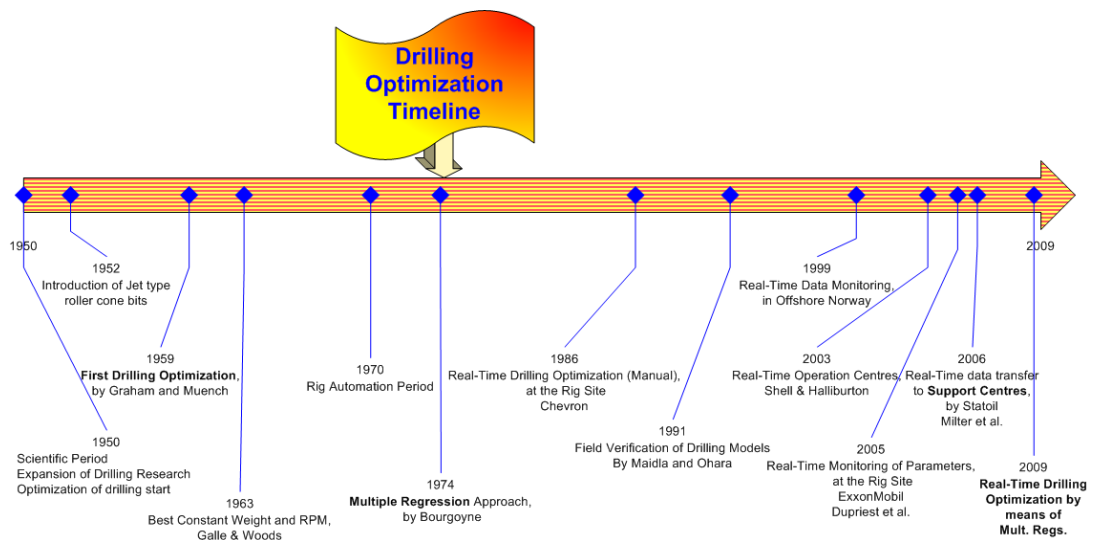 Drilling
Optimization
Timeline
1950
2009
1952
Introduction of Jet type
roller cone bits
1999
Real-Time Data Monitoring,
in Offshore Norway
1959
First Drilling Optimization,
by Graham and Muench
1970
Rig Automation Period
1986
Real-Time Drilling Optimization (Manual),
at the Rig Site
Chevron
2003
Real-Time Operation Centres,
Shell & Halliburton
2006
Real-Time data transfer
to Support Centres,
by Statoil
Milter et al.
1950
Scientific Period
Expansion of Drilling Research
Optimization of drilling start
1991
Field Verification of Drilling Models
By Maidla and Ohara
2005
Real-Time Monitoring of Parameters,
at the Rig Site
ExxonMobil
Dupriest et al.
1963
Best Constant Weight and RPM,
Galle & Woods
1974
Multiple Regression Approach,
by Bourgoyne
2009
Real-Time Drilling
Optimization by
means of
Mult. Regs.